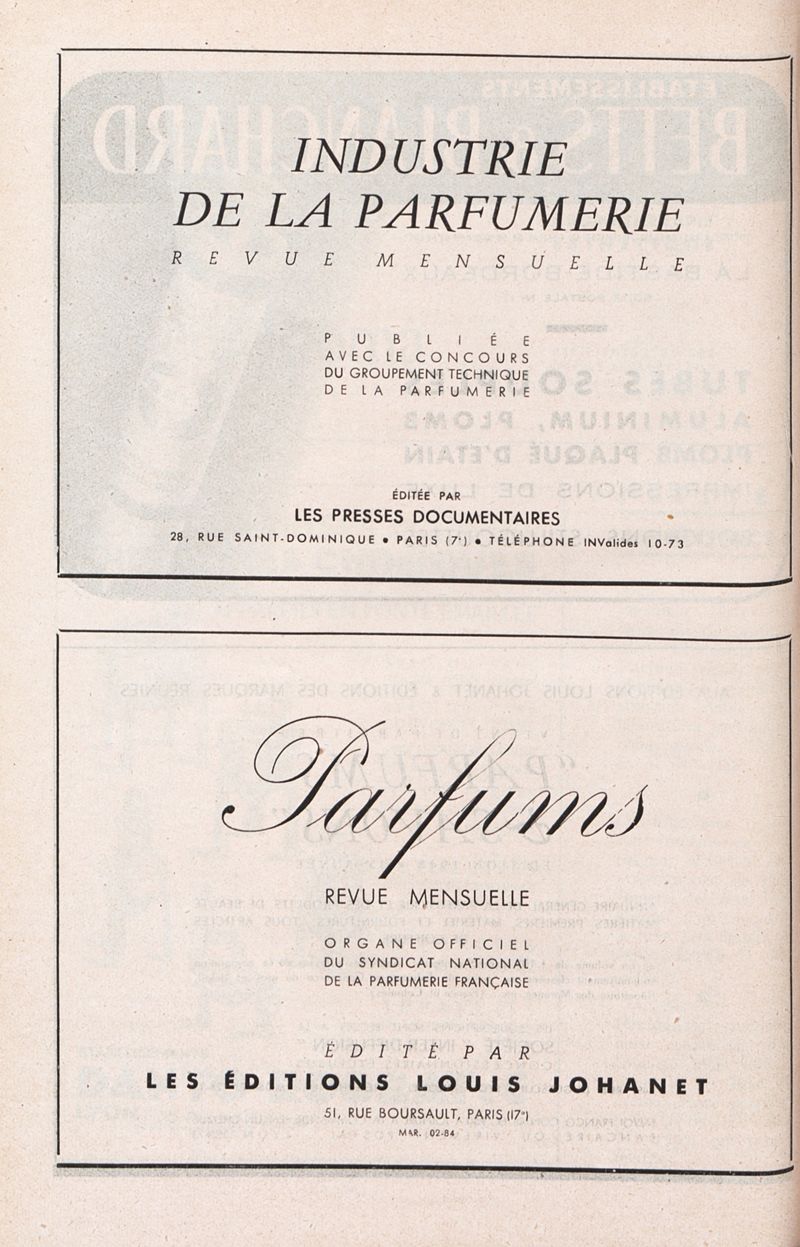 INDUSTRIE
DE LA PARFUMERIE
REVUE MENSUELLE
PUBLIÉE
AVEC LE CONCOURS
DU GROUPEMENT TECHNIQUE
DE LA PARFUMERIE
ÉDITÉE PAR
LES PRESSES DOCUMENTAIRES
28, RUE SAINT-DOMINIQUE • PARIS (7e) • TÉLÉPHONE INValides 10-73
Parfums
REVUE MENSUELLE
ORGANE OFFICIEL
DU SYNDICAT NATIONAL
DE LA PARFUMERIE FRANÇAISE
ÉDITÉ PAR
LES ÉDITIONS LOUIS JOHANET
51, RUE BOURSAULT, PARIS (17e)
MAR. 02-84